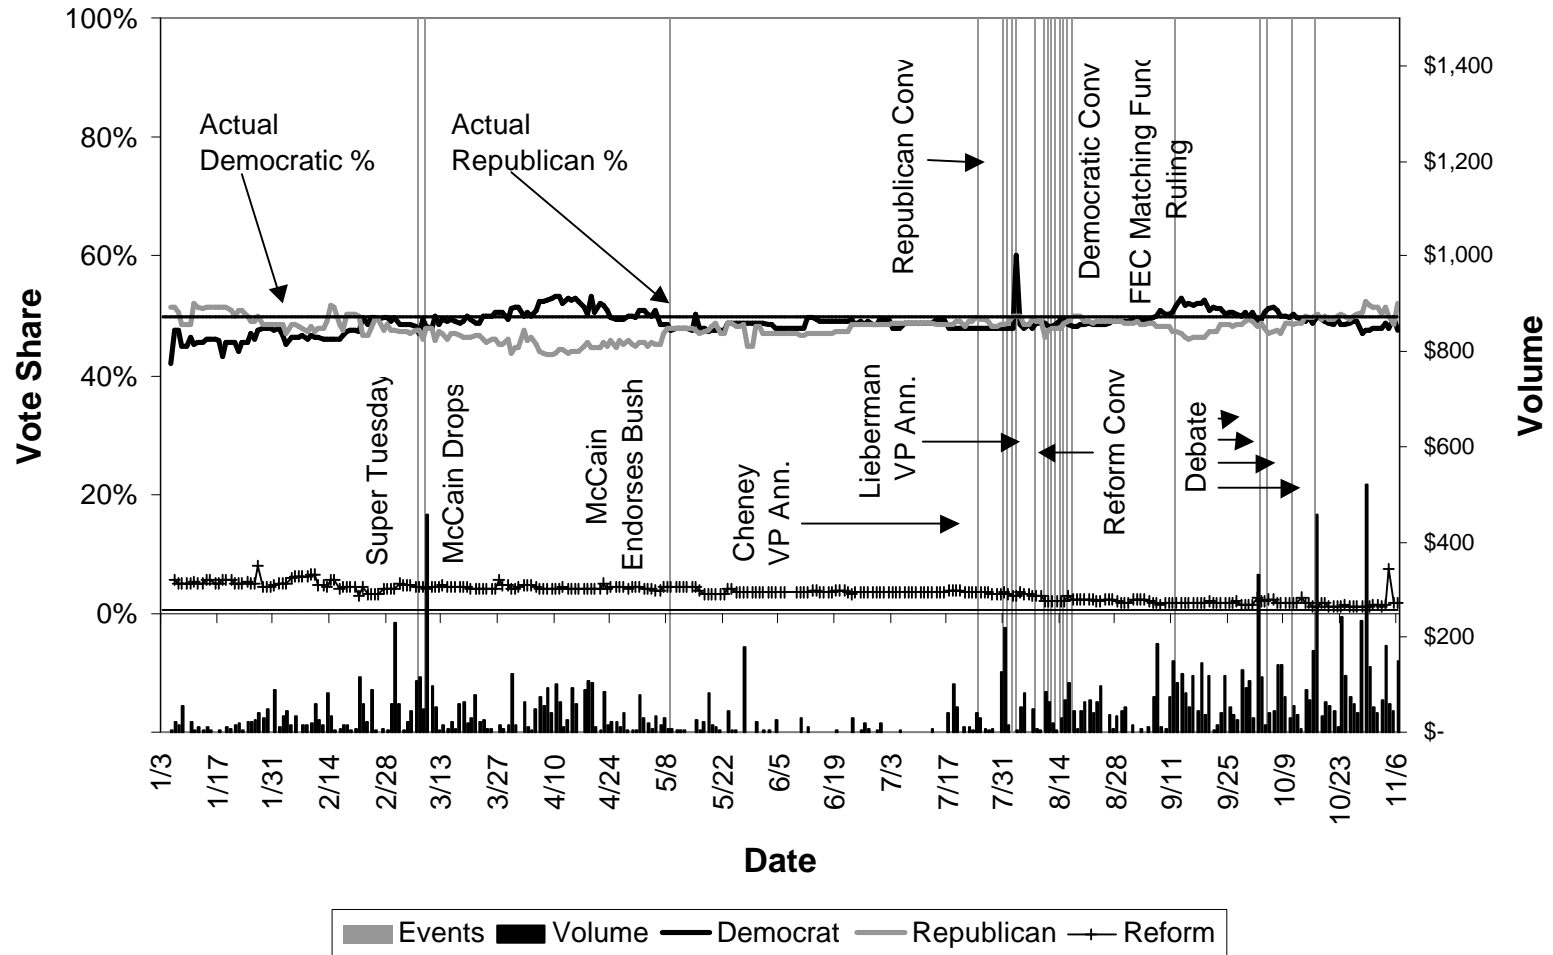 100%
80%
60%
40%
20%
0%
Vote Share
$1,400
$1,200
$1,000
$800
$600
$400
$200
$-
Volume
Actual
Democratic %
Actual
Republican %
Republican Conv
Democratic Conv
FEC Matching Func
Ruling
Super Tuesday
McCain Drops
McCain
Endorses Bush
Cheney
VP Ann.
Lieberman
VP Ann.
Reform Conv
Debate
1/3
1/17
1/31
2/14
2/28
3/13
3/27
4/10
4/24
5/8
5/22
6/5
6/19
7/3
7/17
7/31
8/14
8/28
9/11
9/25
10/9
10/23
11/6
Date
Events
Volume
Democrat
Republican
Reform